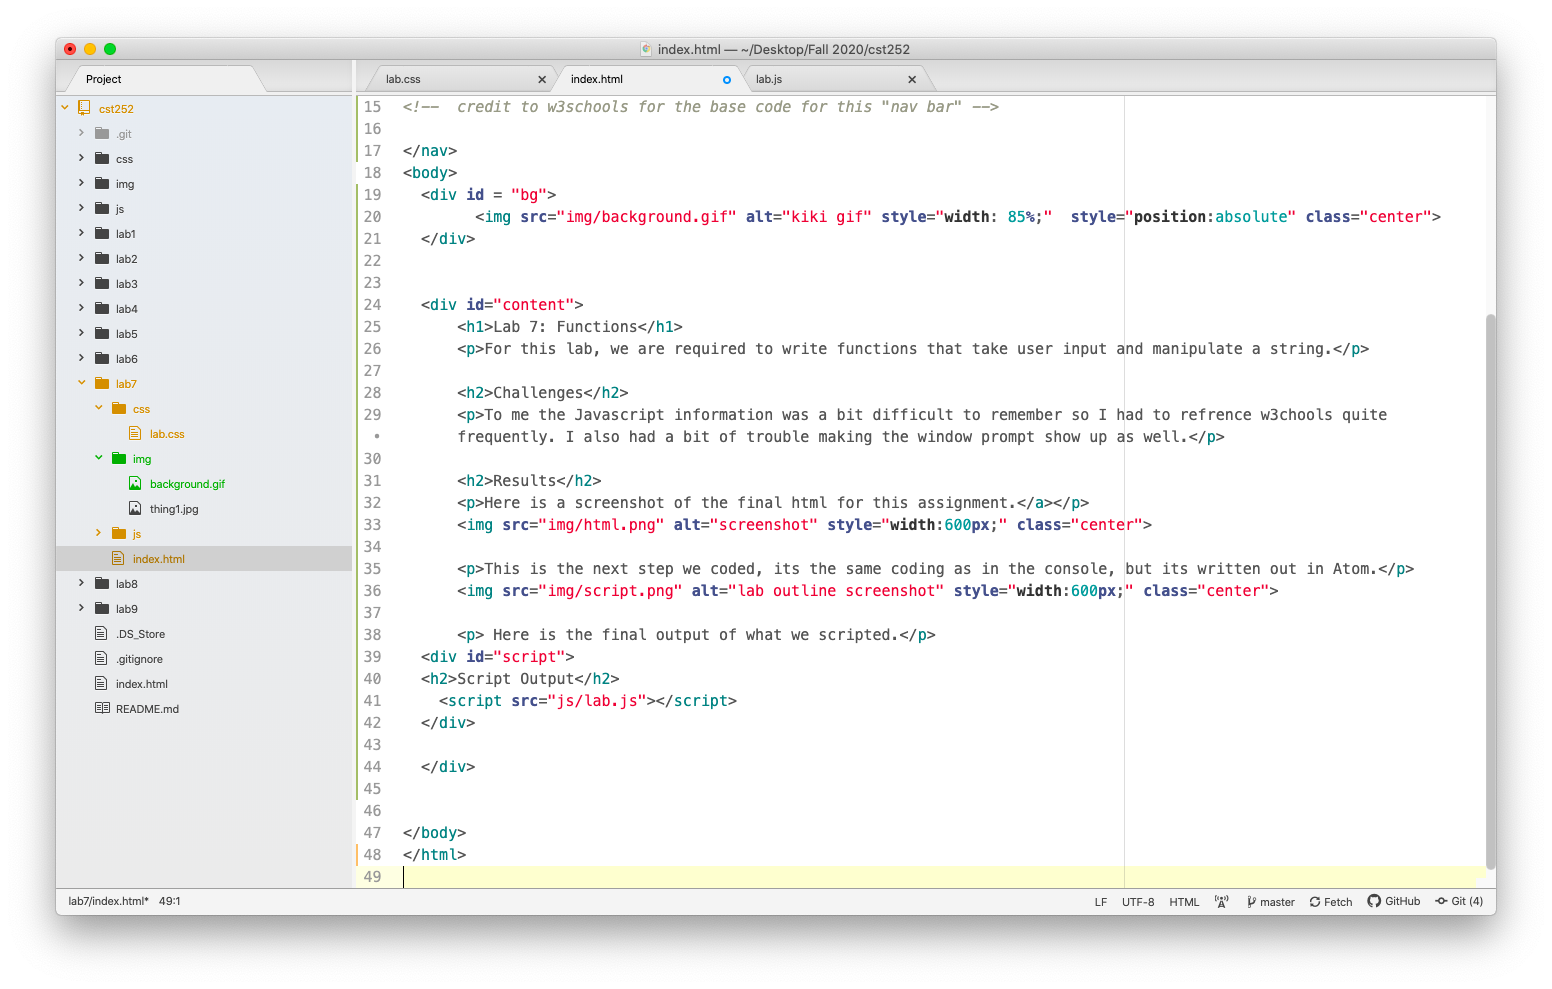 index.html — ~/Desktop/Fall 2020/cst252
Project
lab.css
index.html
lab.js
cst252
.git
css
img
js
lab1
lab2
lab3
lab4
lab5
lab6
lab7
css
lab.css
img
background.gif
thing1.jpg
js
index.html
lab8
lab9
.DS_Store
.gitignore
index.html
README.md
15 <!--  credit to w3schools for the base code for this "nav bar" -->
16
17 </nav>
18 <body>
19   <div id = "bg">
20         <img src="img/background.gif" alt="kiki gif" style="width: 85%;"  style="position:absolute" class="center">
21   </div>
22
23
24   <div id="content">
25       <h1>Lab 7: Functions</h1>
26       <p>For this lab, we are required to write functions that take user input and manipulate a string.</p>
27
28       <h2>Challenges</h2>
29       <p>To me the Javascript information was a bit difficult to remember so I had to refrence w3chools quite
•       frequently. I also had a bit of trouble making the window prompt show up as well.</p>
30
31       <h2>Results</h2>
32       <p>Here is a screenshot of the final html for this assignment.</a></p>
33       <img src="img/html.png" alt="screenshot" style="width:600px;" class="center">
34
35       <p>This is the next step we coded, its the same coding as in the console, but its written out in Atom.</p>
36       <img src="img/script.png" alt="lab outline screenshot" style="width:600px;" class="center">
37
38       <p> Here is the final output of what we scripted.</p>
39   <div id="script">
40   <h2>Script Output</h2>
41     <script src="js/lab.js"></script>
42   </div>
43
44   </div>
45
46
47 </body>
48 </html>
49
lab7/index.html* 49:1
LF UTF-8 HTML master Fetch GitHub Git (4)